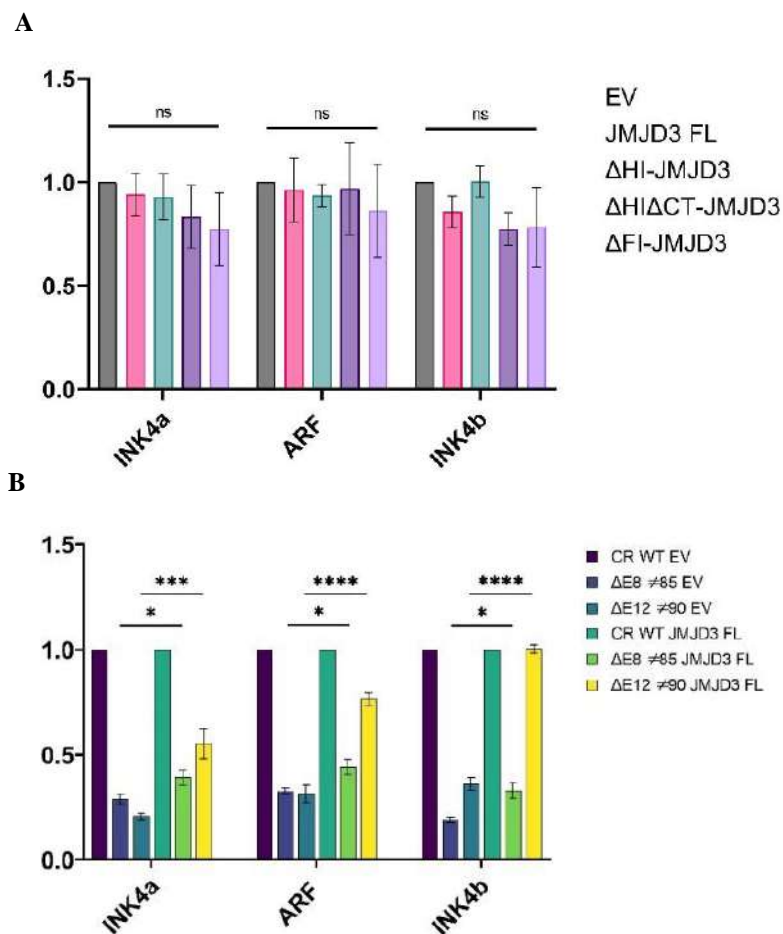 A
1.5
1.0
0.5
0.0
ns
ns
ns
INK4a
ARF
INK4b
EV
JMJD3 FL
ΔHI-JMJD3
ΔHIΔCT-JMJD3
ΔFI-JMJD3
B
1.5
1.0
0.5
0.0
***
*
****
*
****
*
INK4a
ARF
INK4b
CR WT EV
ΔE8 ≠85 EV
ΔE12 ≠90 EV
CR WT JMJD3 FL
ΔE8 ≠85 JMJD3 FL
ΔE12 ≠90 JMJD3 FL